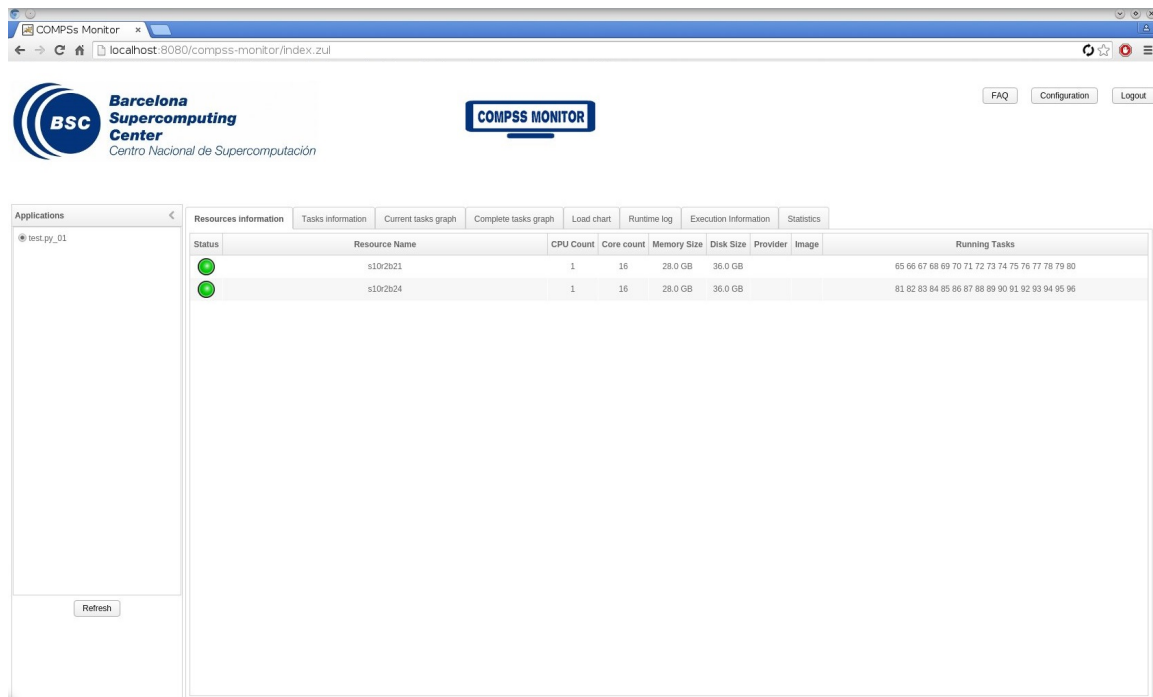 COMPSs Monitor
localhost:8080/compss-monitor/index.zul
BSC
Barcelona
Supercomputing
Center
Centro Nacional de Supercomputación
COMPSS MONITOR
FAQ Configuration Logout
Applications
test.py_01
Refresh
Resources information Tasks information Current tasks graph Complete tasks graph Load chart Runtime log Execution Information Statistics
Status Resource Name CPU Count Core count Memory Size Disk Size Provider Image Running Tasks
s10r2b21 1 16 28.0 GB 36.0 GB 65 66 67 68 69 70 71 72 73 74 75 76 77 78 79 80
s10r2b24 1 16 28.0 GB 36.0 GB 81 82 83 84 85 86 87 88 89 90 91 92 93 94 95 96